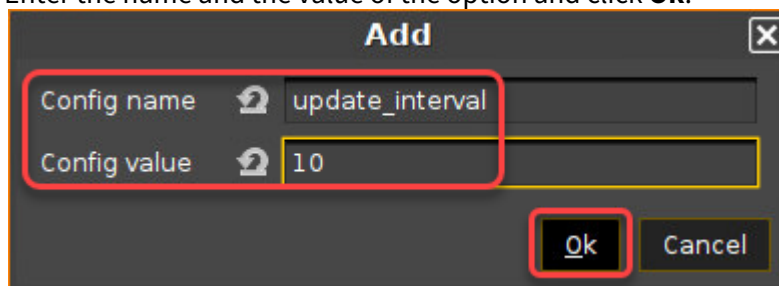 Enter the name and the value of the option and click Ok.
Add
Config name update_interval
Config value 10
Ok Cancel